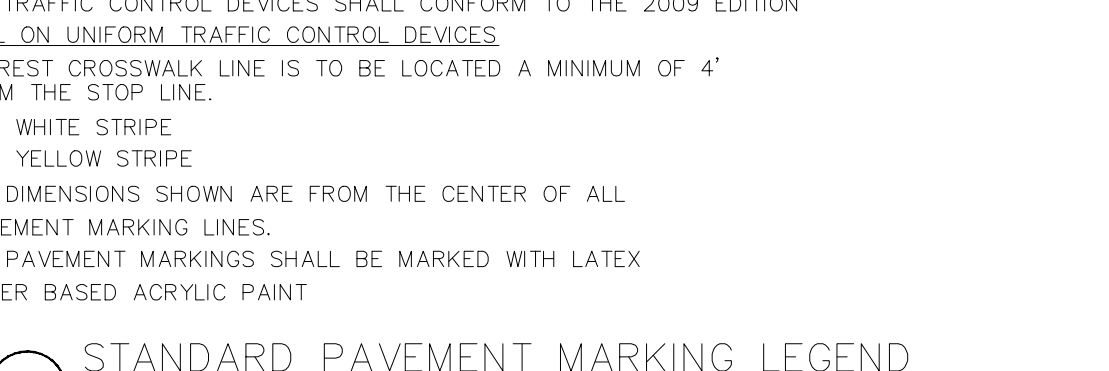 TRAFFIC CONTROL DEVICES SHALL CONFORM TO THE 2009 EDITION
ON UNIFORM TRAFFIC CONTROL DEVICES
CROSSWALK LINE IS TO BE LOCATED A MINIMUM OF 4'
THE STOP LINE.
WHITE STRIPE
YELLOW STRIPE
DIMENSIONS SHOWN ARE FROM THE CENTER OF ALL
EMENT MARKING LINES.
PAVEMENT MARKINGS SHALL BE MARKED WITH LATEX
ER BASED ACRYLIC PAINT
STANDARD PAVEMENT MARKING LEGEND